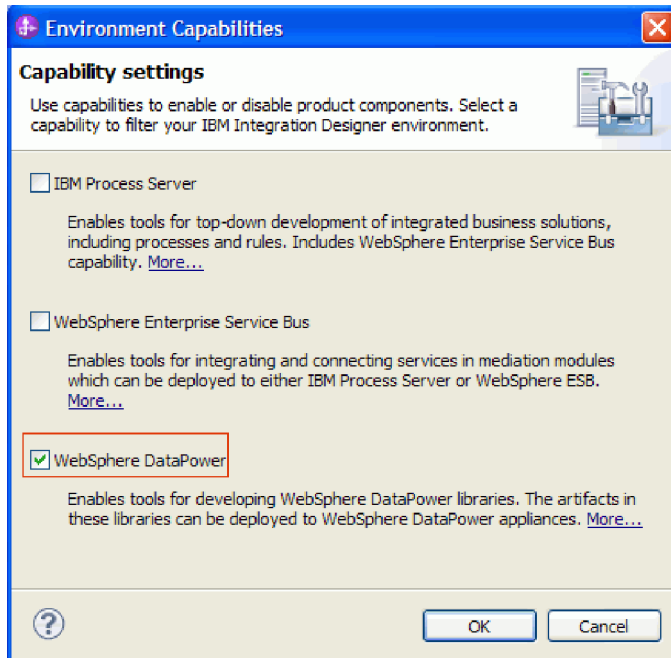 Environment Capabilities
Capability settings
Use capabilities to enable or disable product components. Select a
capability to filter your IBM Integration Designer environment.
IBM Process Server
Enables tools for top-down development of integrated business solutions,
including processes and rules. Includes WebSphere Enterprise Service Bus
capability. More...
WebSphere Enterprise Service Bus
Enables tools for integrating and connecting services in mediation modules
which can be deployed to either IBM Process Server or WebSphere ESB.
More...
WebSphere DataPower
Enables tools for developing WebSphere DataPower libraries. The artifacts in
these libraries can be deployed to WebSphere DataPower appliances. More...
?
OK
Cancel